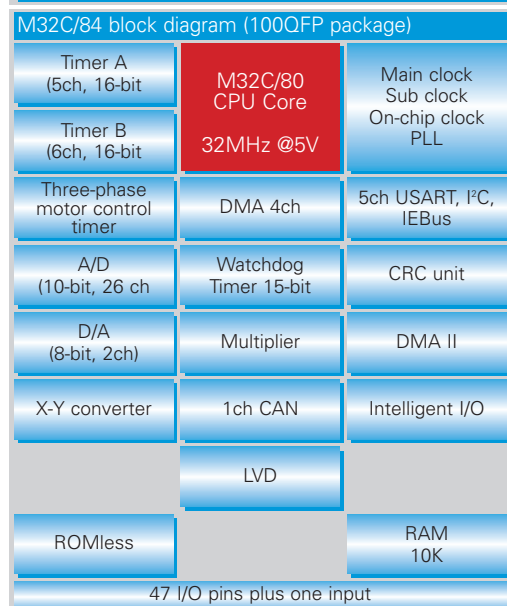 M32C/84 block diagram (100QFP package)
Timer A
(5ch, 16-bit
M32C/80
CPU Core
32MHz @5V
Main clock
Sub clock
On-chip clock
PLL
Timer B
(6ch, 16-bit
Three-phase
motor control
timer
DMA 4ch
5ch USART, I²C,
IEBus
A/D
(10-bit, 26 ch
Watchdog
Timer 15-bit
CRC unit
D/A
(8-bit, 2ch)
Multiplier
DMA II
X-Y converter
1ch CAN
Intelligent I/O
LVD
ROMless
RAM
10K
47 I/O pins plus one input